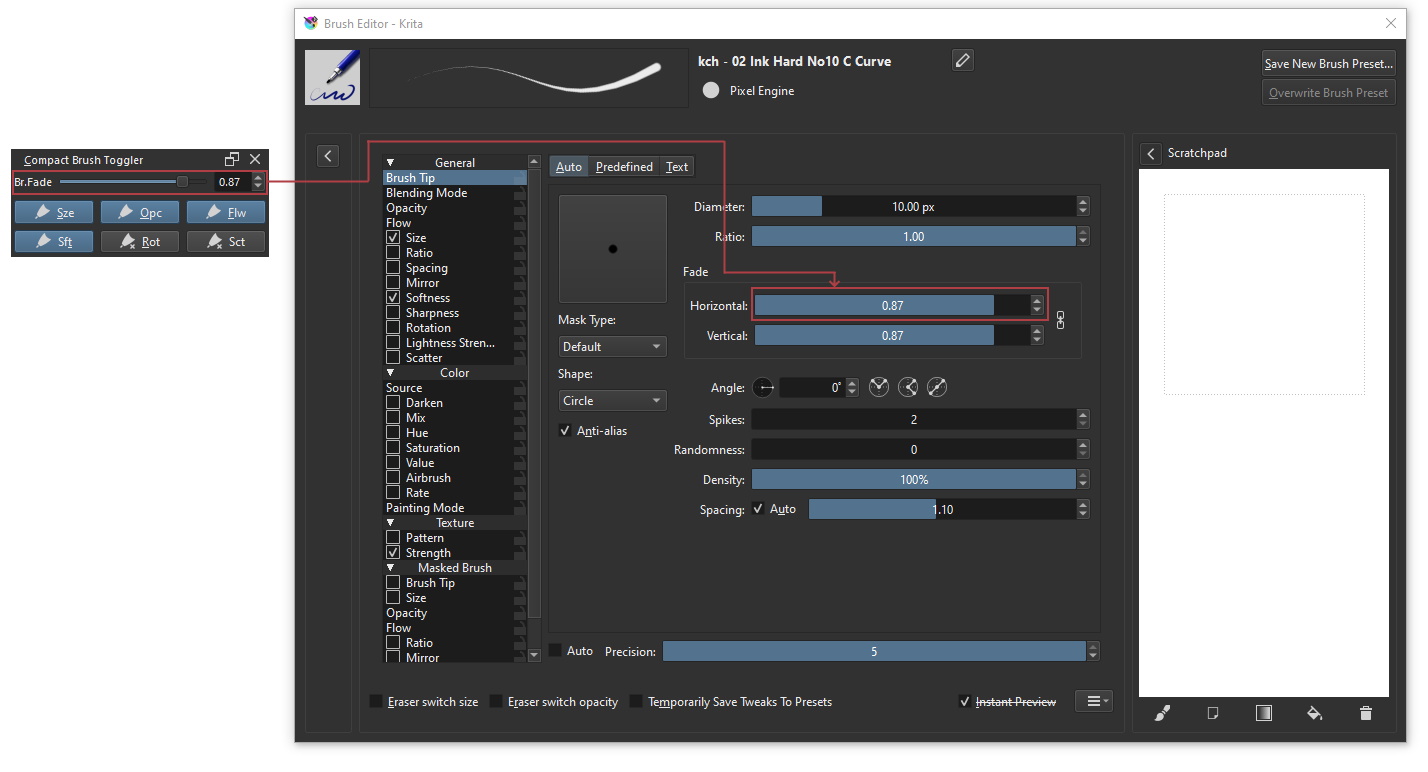 Brush Editor - Krita
kch - 02 Ink Hard No10 C Curve
Pixel Engine
Save New Brush Preset...
Overwrite Brush Preset
Compact Brush Toggler
Br.Fade
0.87
Sze
Opc
Flw
Sft
Rot
Sct
General
Brush Tip
Blending Mode
Opacity
Flow
Size
Ratio
Spacing
Mirror
Softness
Sharpness
Rotation
Lightness Stren...
Scatter
Color
Source
Darken
Mix
Hue
Saturation
Value
Airbrush
Rate
Painting Mode
Texture
Pattern
Strength
Masked Brush
Brush Tip
Size
Opacity
Flow
Ratio
Mirror
Auto
Predefined
Text
Mask Type:
Default
Shape:
Circle
Anti-alias
Diameter: 10.00 px
Ratio: 1.00
Fade
Horizontal: 0.87
Vertical: 0.87
Angle: 0°
Spikes: 2
Randomness: 0
Density: 100%
Spacing: Auto 1.10
Auto Precision: 5
Eraser switch size
Eraser switch opacity
Temporarily Save Tweaks To Presets
Instant Preview
Scratchpad